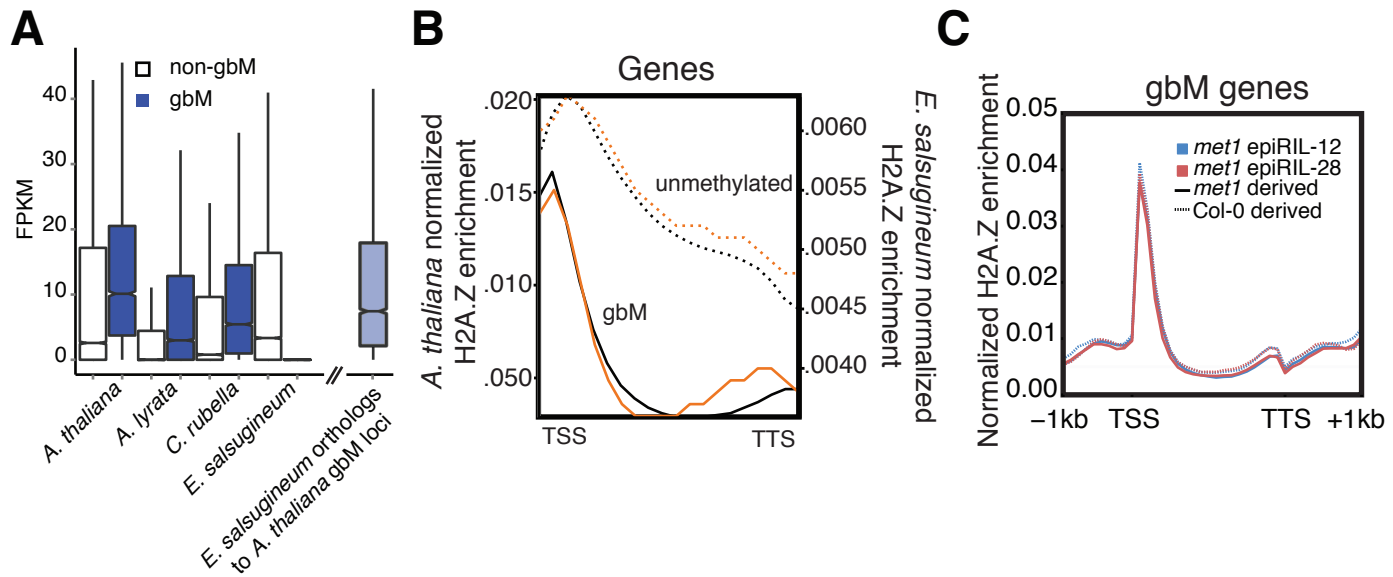 A
FPKM
40
30
20
10
0
non-gbM
gbM
A. thaliana
A. lyrata
C. rubella
E. salsugineum
E. salsugineum orthologs
to A. thaliana gbM loci
B
Genes
A. thaliana normalized
H2A.Z enrichment
.020
.015
.010
.050
unmethylated
gbM
TSS
TTS
.0060
.0055
.0050
.0045
.0040
E. salsugineum normalized
H2A.Z enrichment
C
gbM genes
Normalized H2A.Z enrichment
0.05
0.04
0.03
0.02
0.01
0.00
met1 epiRIL-12
met1 epiRIL-28
met1 derived
Col-0 derived
−1kb
TSS
TTS
+1kb